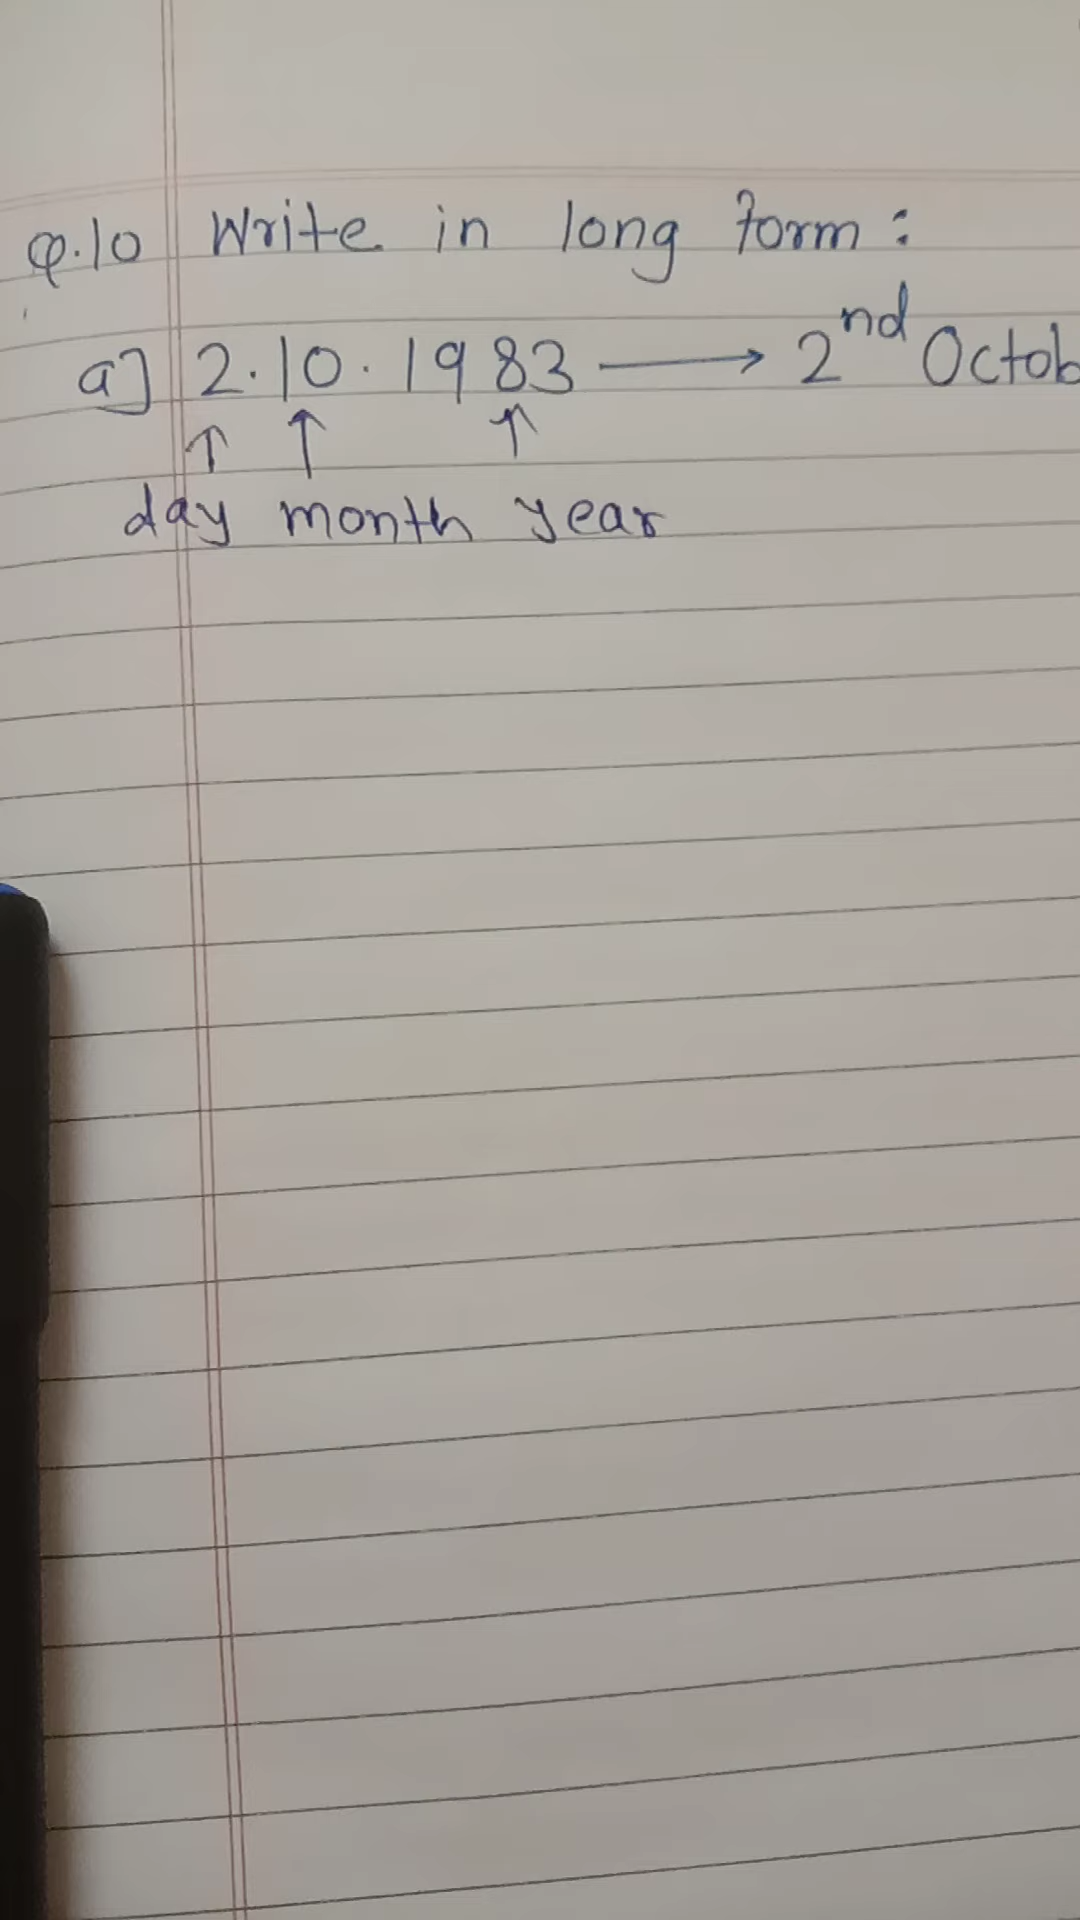 Q.10 Write in long form :
a] 2.10.1983 → 2nd Octob
↑ ↑ ↑
day month year